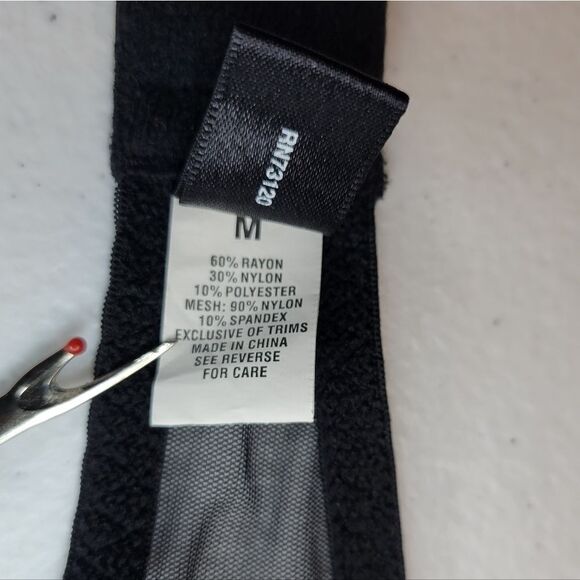 RN73120
M
60% RAYON
30% NYLON
10% POLYESTER
MESH: 90% NYLON
10% SPANDEX
EXCLUSIVE OF TRIMS
MADE IN CHINA
SEE REVERSE
FOR CARE